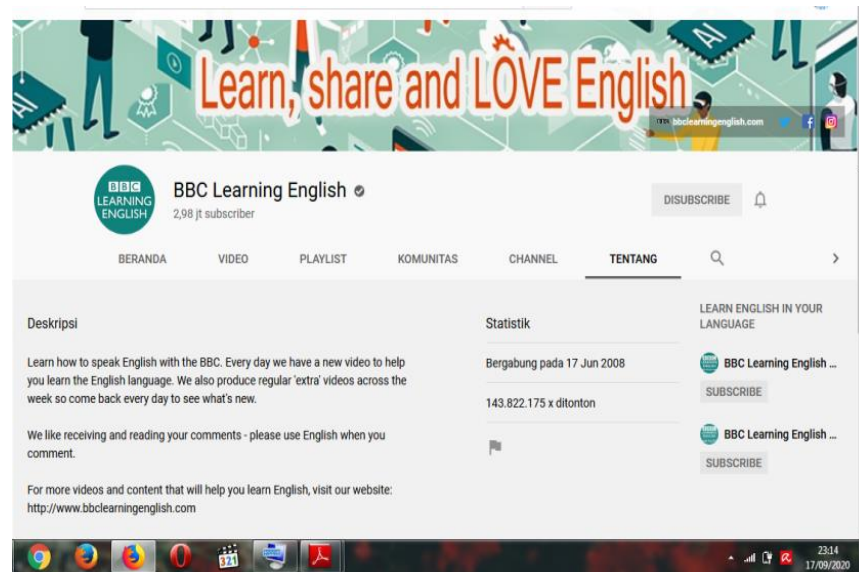 AI
AI
AI
Learn, share and LOVE English
BBC bbclearningenglish.com
BBC
LEARNING
ENGLISH
BBC Learning English
2,98 jt subscriber
DISUBSCRIBE
BERANDA VIDEO PLAYLIST KOMUNITAS CHANNEL TENTANG
Deskripsi
Learn how to speak English with the BBC. Every day we have a new video to help
you learn the English language. We also produce regular 'extra' videos across the
week so come back every day to see what's new.
We like receiving and reading your comments - please use English when you
comment.
For more videos and content that will help you learn English, visit our website:
http://www.bbclearningenglish.com
Statistik
Bergabung pada 17 Jun 2008
143.822.175 x ditonton
LEARN ENGLISH IN YOUR
LANGUAGE
BBC Learning English ...
SUBSCRIBE
BBC Learning English ...
SUBSCRIBE
321
23:14
17/09/2020